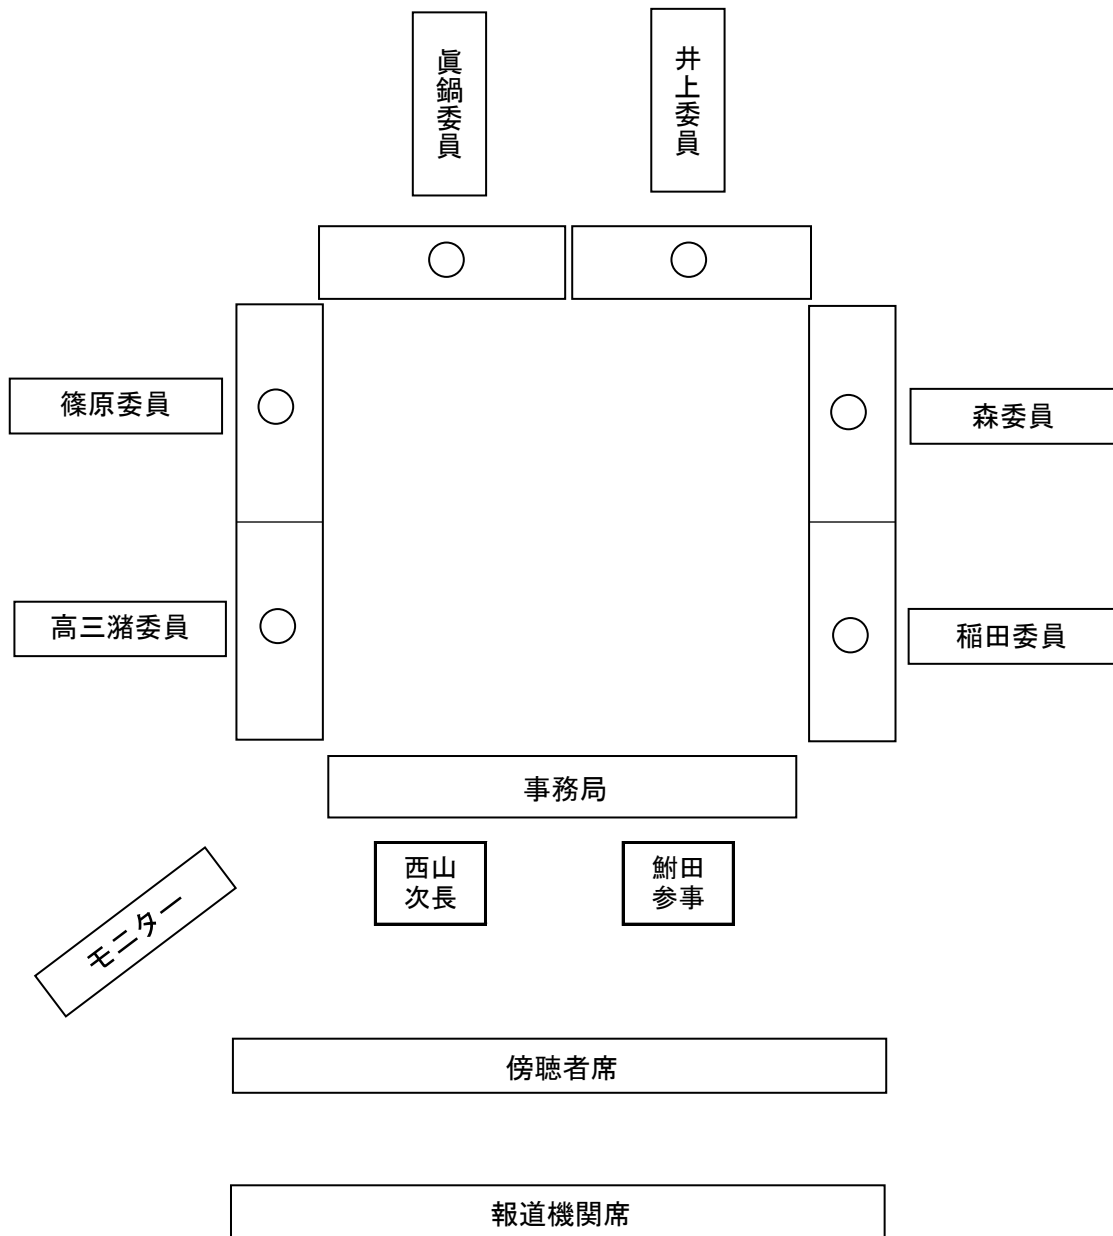 眞鍋委員
井上委員
篠原委員
森委員
高三潴委員
稲田委員
事務局
西山
次長
鮒田
参事
モニター
傍聴者席
報道機関席